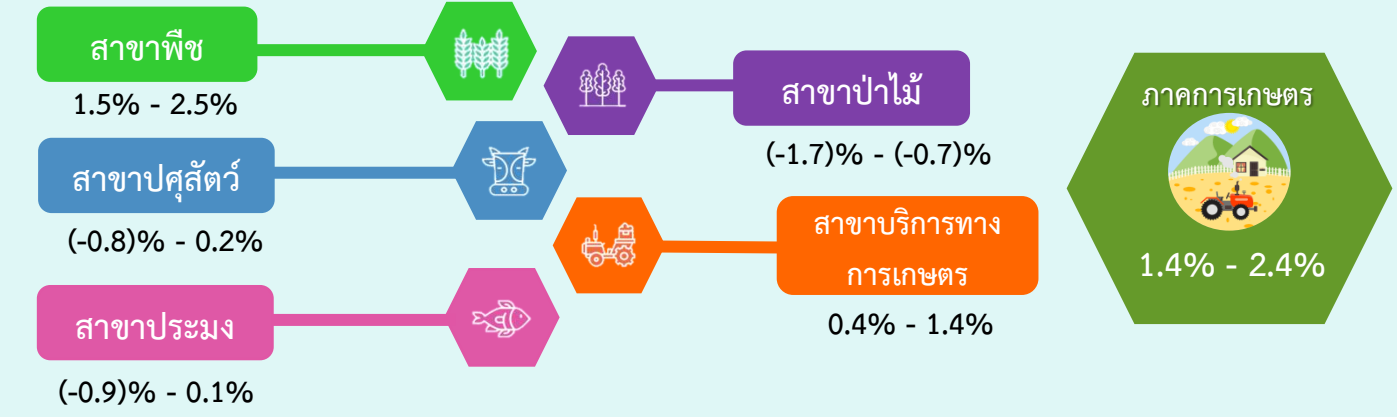 สาขาพืช
1.5% - 2.5%
สาขาปศุสัตว์
(-0.8)% - 0.2%
สาขาประมง
(-0.9)% - 0.1%
สาขาป่าไม้
(-1.7)% - (-0.7)%
สาขาบริการทาง
การเกษตร
0.4% - 1.4%
ภาคการเกษตร
1.4% - 2.4%